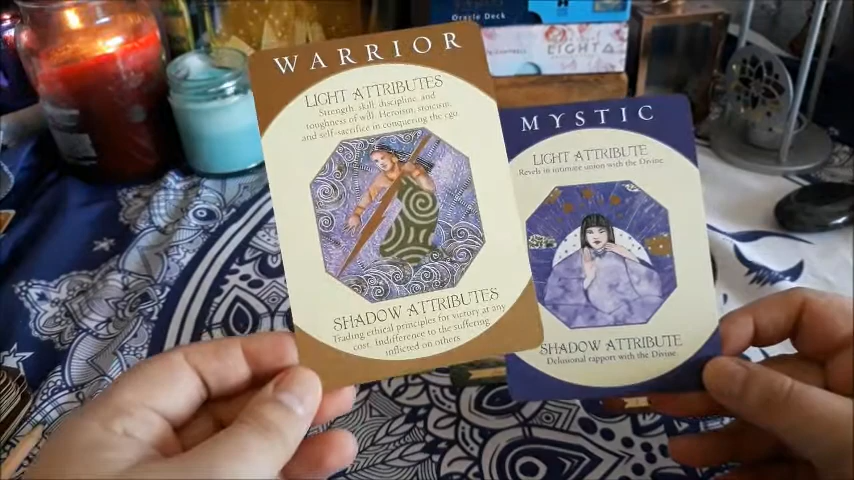 WARRIOR
LIGHT ATTRIBUTES
Strength, skill, discipline, and
toughness of will. Heroism, stoicism,
and self-sacrifice in conquering the ego
SHADOW ATTRIBUTES
Trading ethical principles for victory at any
cost. Indifference to the suffering
inflicted on others
MYSTIC
LIGHT ATTRIBUTE
Revels in intimate union with the Divine
SHADOW ATTRIBUTE
Delusional rapport with the Divine
Oracle Deck
LIGHT